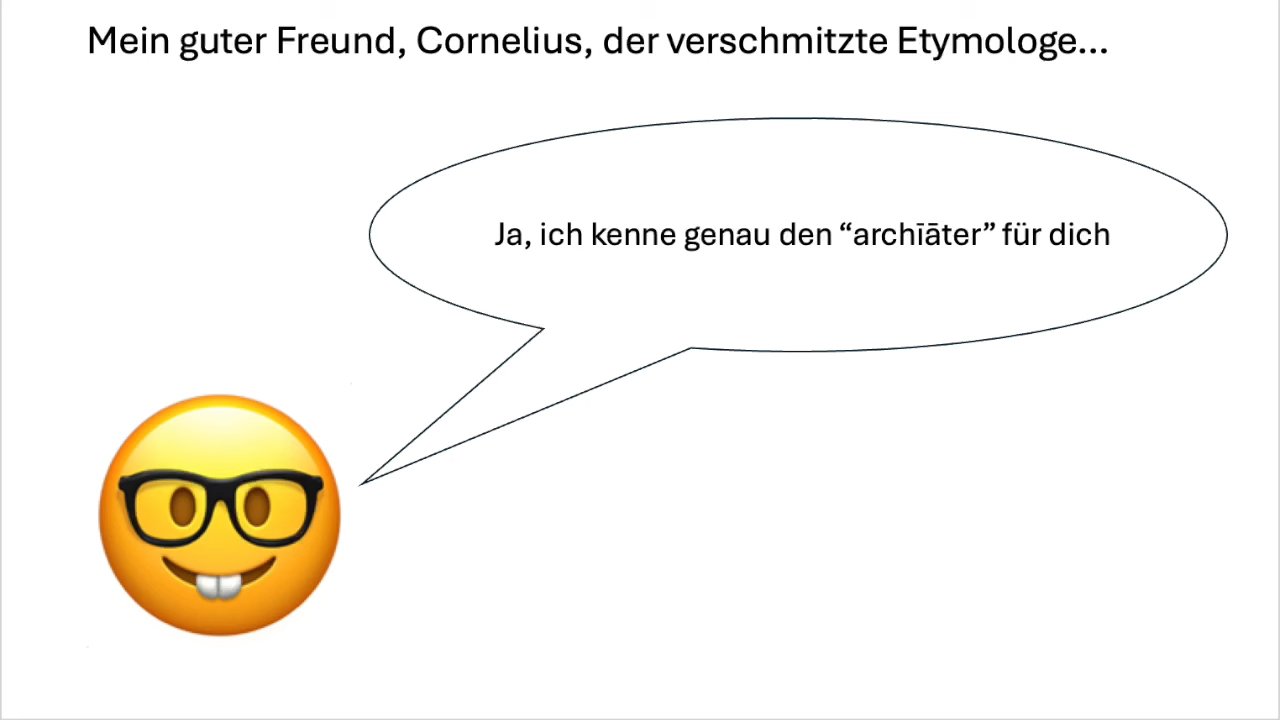 Mein guter Freund, Cornelius, der verschmitzte Etymologe...
Ja, ich kenne genau den “archīāter” für dich